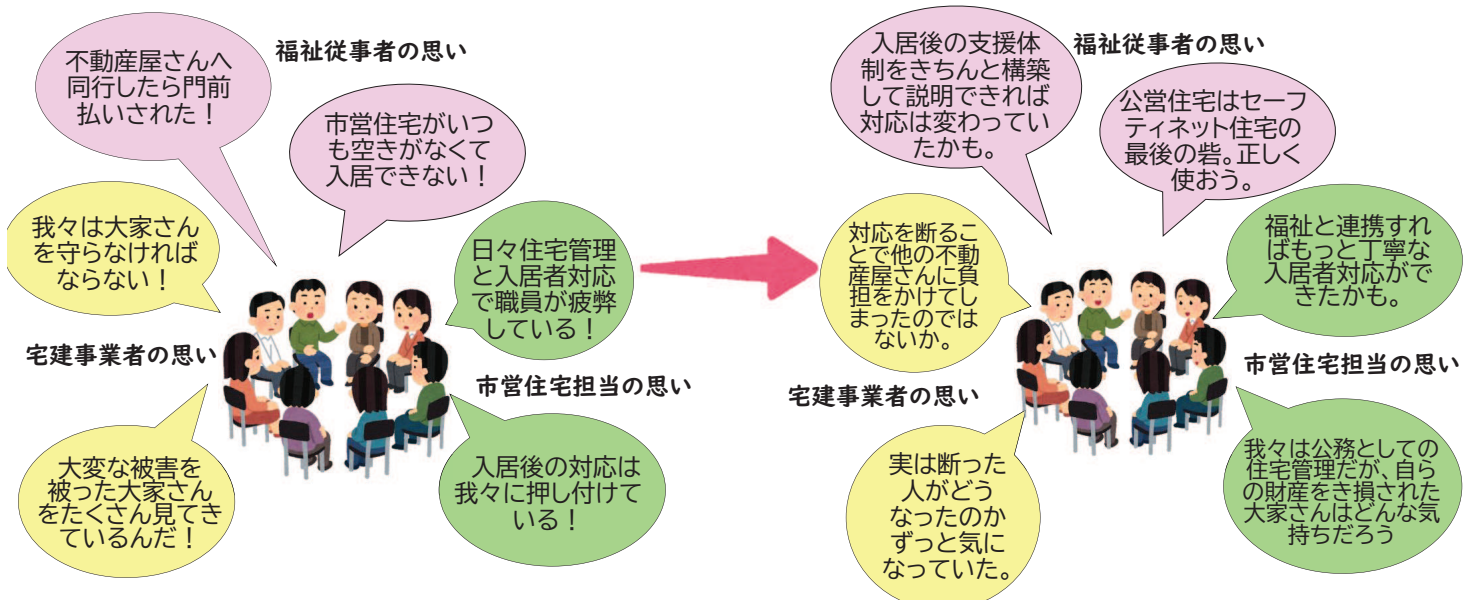 福祉従事者の思い
不動産屋さんへ
同行したら門前
払いされた！
市営住宅がいつ
も空きがなくて
入居できない！
我々は大家さん
を守らなければ
ならない！
日々住宅管理
と入居者対応
で職員が疲弊
している！
宅建事業者の思い
市営住宅担当の思い
大変な被害を
被った大家さん
をたくさん見てき
ているんだ！
入居後の対応は
我々に押し付けて
いる！
福祉従事者の思い
入居後の支援体
制をきちんと構築
して説明できれば
対応は変わってい
たかも。
公営住宅はセーフ
ティネット住宅の
最後の砦。正しく
使おう。
対応を断るこ
とで他の不動
産屋さんに負
担をかけてし
まったのでは
ないか。
福祉と連携すれ
ばもっと丁寧な
入居者対応がで
きたかも。
宅建事業者の思い
市営住宅担当の思い
実は断った
人がどう
なったのか
ずっと気に
なっていた。
我々は公務としての
住宅管理だが、自ら
の財産をき損された
大家さんはどんな気
持ちだろう